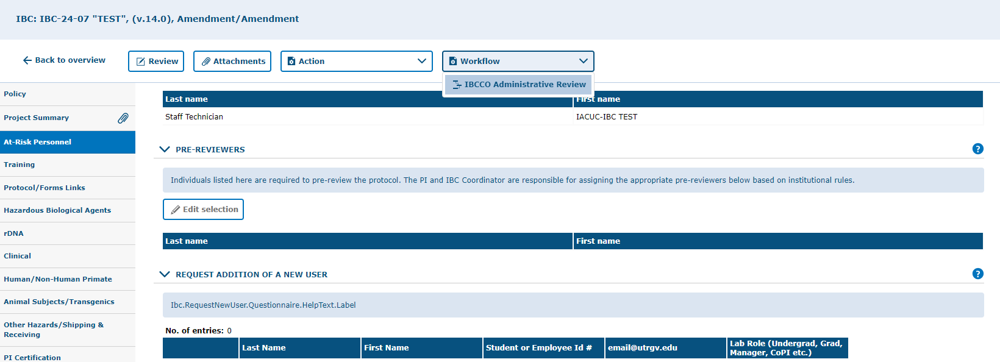 IBC: IBC-24-07 "TEST", (v.14.0), Amendment/Amendment
Back to overview
Review
Attachments
Action
Workflow
IBCCO Administrative Review
Policy
Project Summary
At-Risk Personnel
Training
Protocol/Forms Links
Hazardous Biological Agents
rDNA
Clinical
Human/Non-Human Primate
Animal Subjects/Transgenics
Other Hazards/Shipping &
Receiving
PI Certification
Last name
First name
Staff Technician
IACUC-IBC TEST
PRE-REVIEWERS
?
Individuals listed here are required to pre-review the protocol. The PI and IBC Coordinator are responsible for assigning the appropriate pre-reviewers below based on institutional rules.
Edit selection
Last name
First name
REQUEST ADDITION OF A NEW USER
?
Ibc.RequestNewUser.Questionnaire.HelpText.Label
No. of entries: 0
Last Name
First Name
Student or Employee Id #
email@utrgv.edu
Lab Role (Undergrad, Grad,
Manager, CoPI etc.)